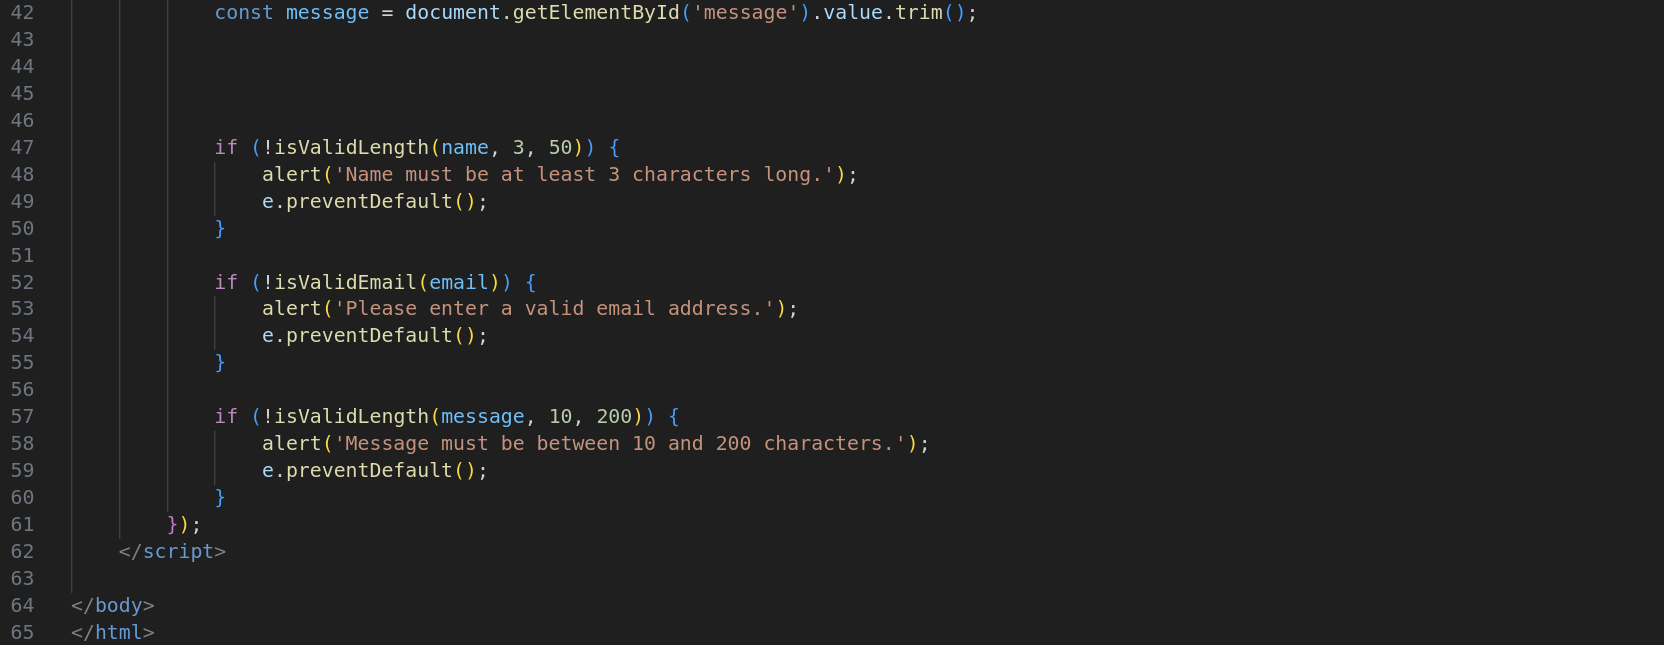 42 const message = document.getElementById('message').value.trim();
43
44
45
46
47 if (!isValidLength(name, 3, 50)) {
48 alert('Name must be at least 3 characters long.');
49 e.preventDefault();
50 }
51
52 if (!isValidEmail(email)) {
53 alert('Please enter a valid email address.');
54 e.preventDefault();
55 }
56
57 if (!isValidLength(message, 10, 200)) {
58 alert('Message must be between 10 and 200 characters.');
59 e.preventDefault();
60 }
61 });
62 </script>
63
64 </body>
65 </html>